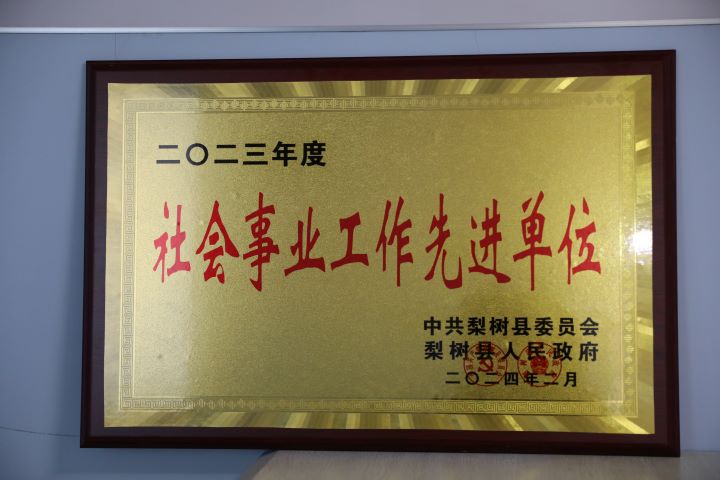 二〇二三年度
社会事业工作先进单位
中共梨树县委员会
梨树县人民政府
二〇二四年二月